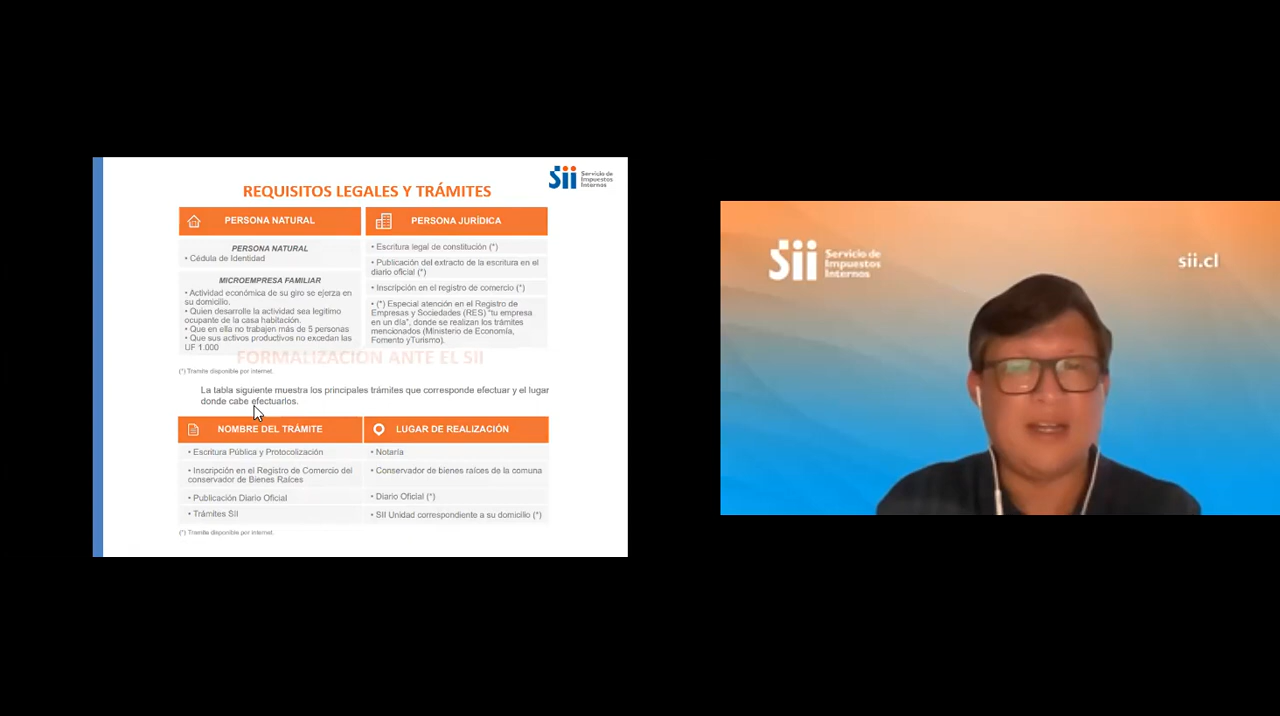 REQUISITOS LEGALES Y TRÁMITES
Sii Servicio de
Impuestos
Internos
PERSONA NATURAL
PERSONA NATURAL
• Cédula de Identidad
MICROEMPRESA FAMILIAR
• Actividad económica de su giro se ejerza en
su domicilio.
• Quien desarrolle la actividad sea legítimo
ocupante de la casa habitación.
• Que en ella no trabajen más de 5 personas
• Que sus activos productivos no excedan las
UF 1.000
PERSONA JURÍDICA
• Escritura legal de constitución (*)
• Publicación del extracto de la escritura en el
diario oficial (*)
• Inscripción en el registro de comercio (*)
• (*) Especial atención en el Registro de
Empresas y Sociedades (RES) "tu empresa
en un día", donde se realizan los trámites
mencionados (Ministerio de Economía,
Fomento yTurismo).
FORMALIZACION ANTE EL SII
(*) Tramite disponible por internet.
La tabla siguiente muestra los principales trámites que corresponde efectuar y el lugar
donde cabe efectuarlos.
NOMBRE DEL TRÁMITE LUGAR DE REALIZACIÓN
• Escritura Pública y Protocolización • Notaría
• Inscripción en el Registro de Comercio del
conservador de Bienes Raíces
• Conservador de bienes raíces de la comuna
• Publicación Diario Oficial • Diario Oficial (*)
• Trámites SII • SII Unidad correspondiente a su domicilio (*)
(*) Tramite disponible por internet.
Sii Servicio de
Impuestos
Internos
sii.cl